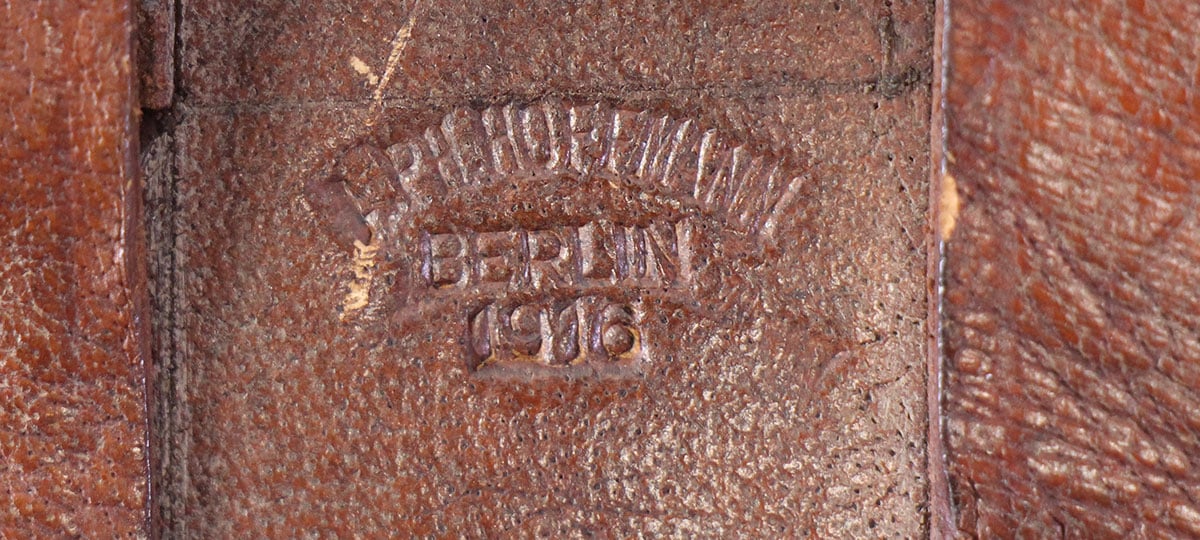 PH. HOFFMANN
BERLIN
1916